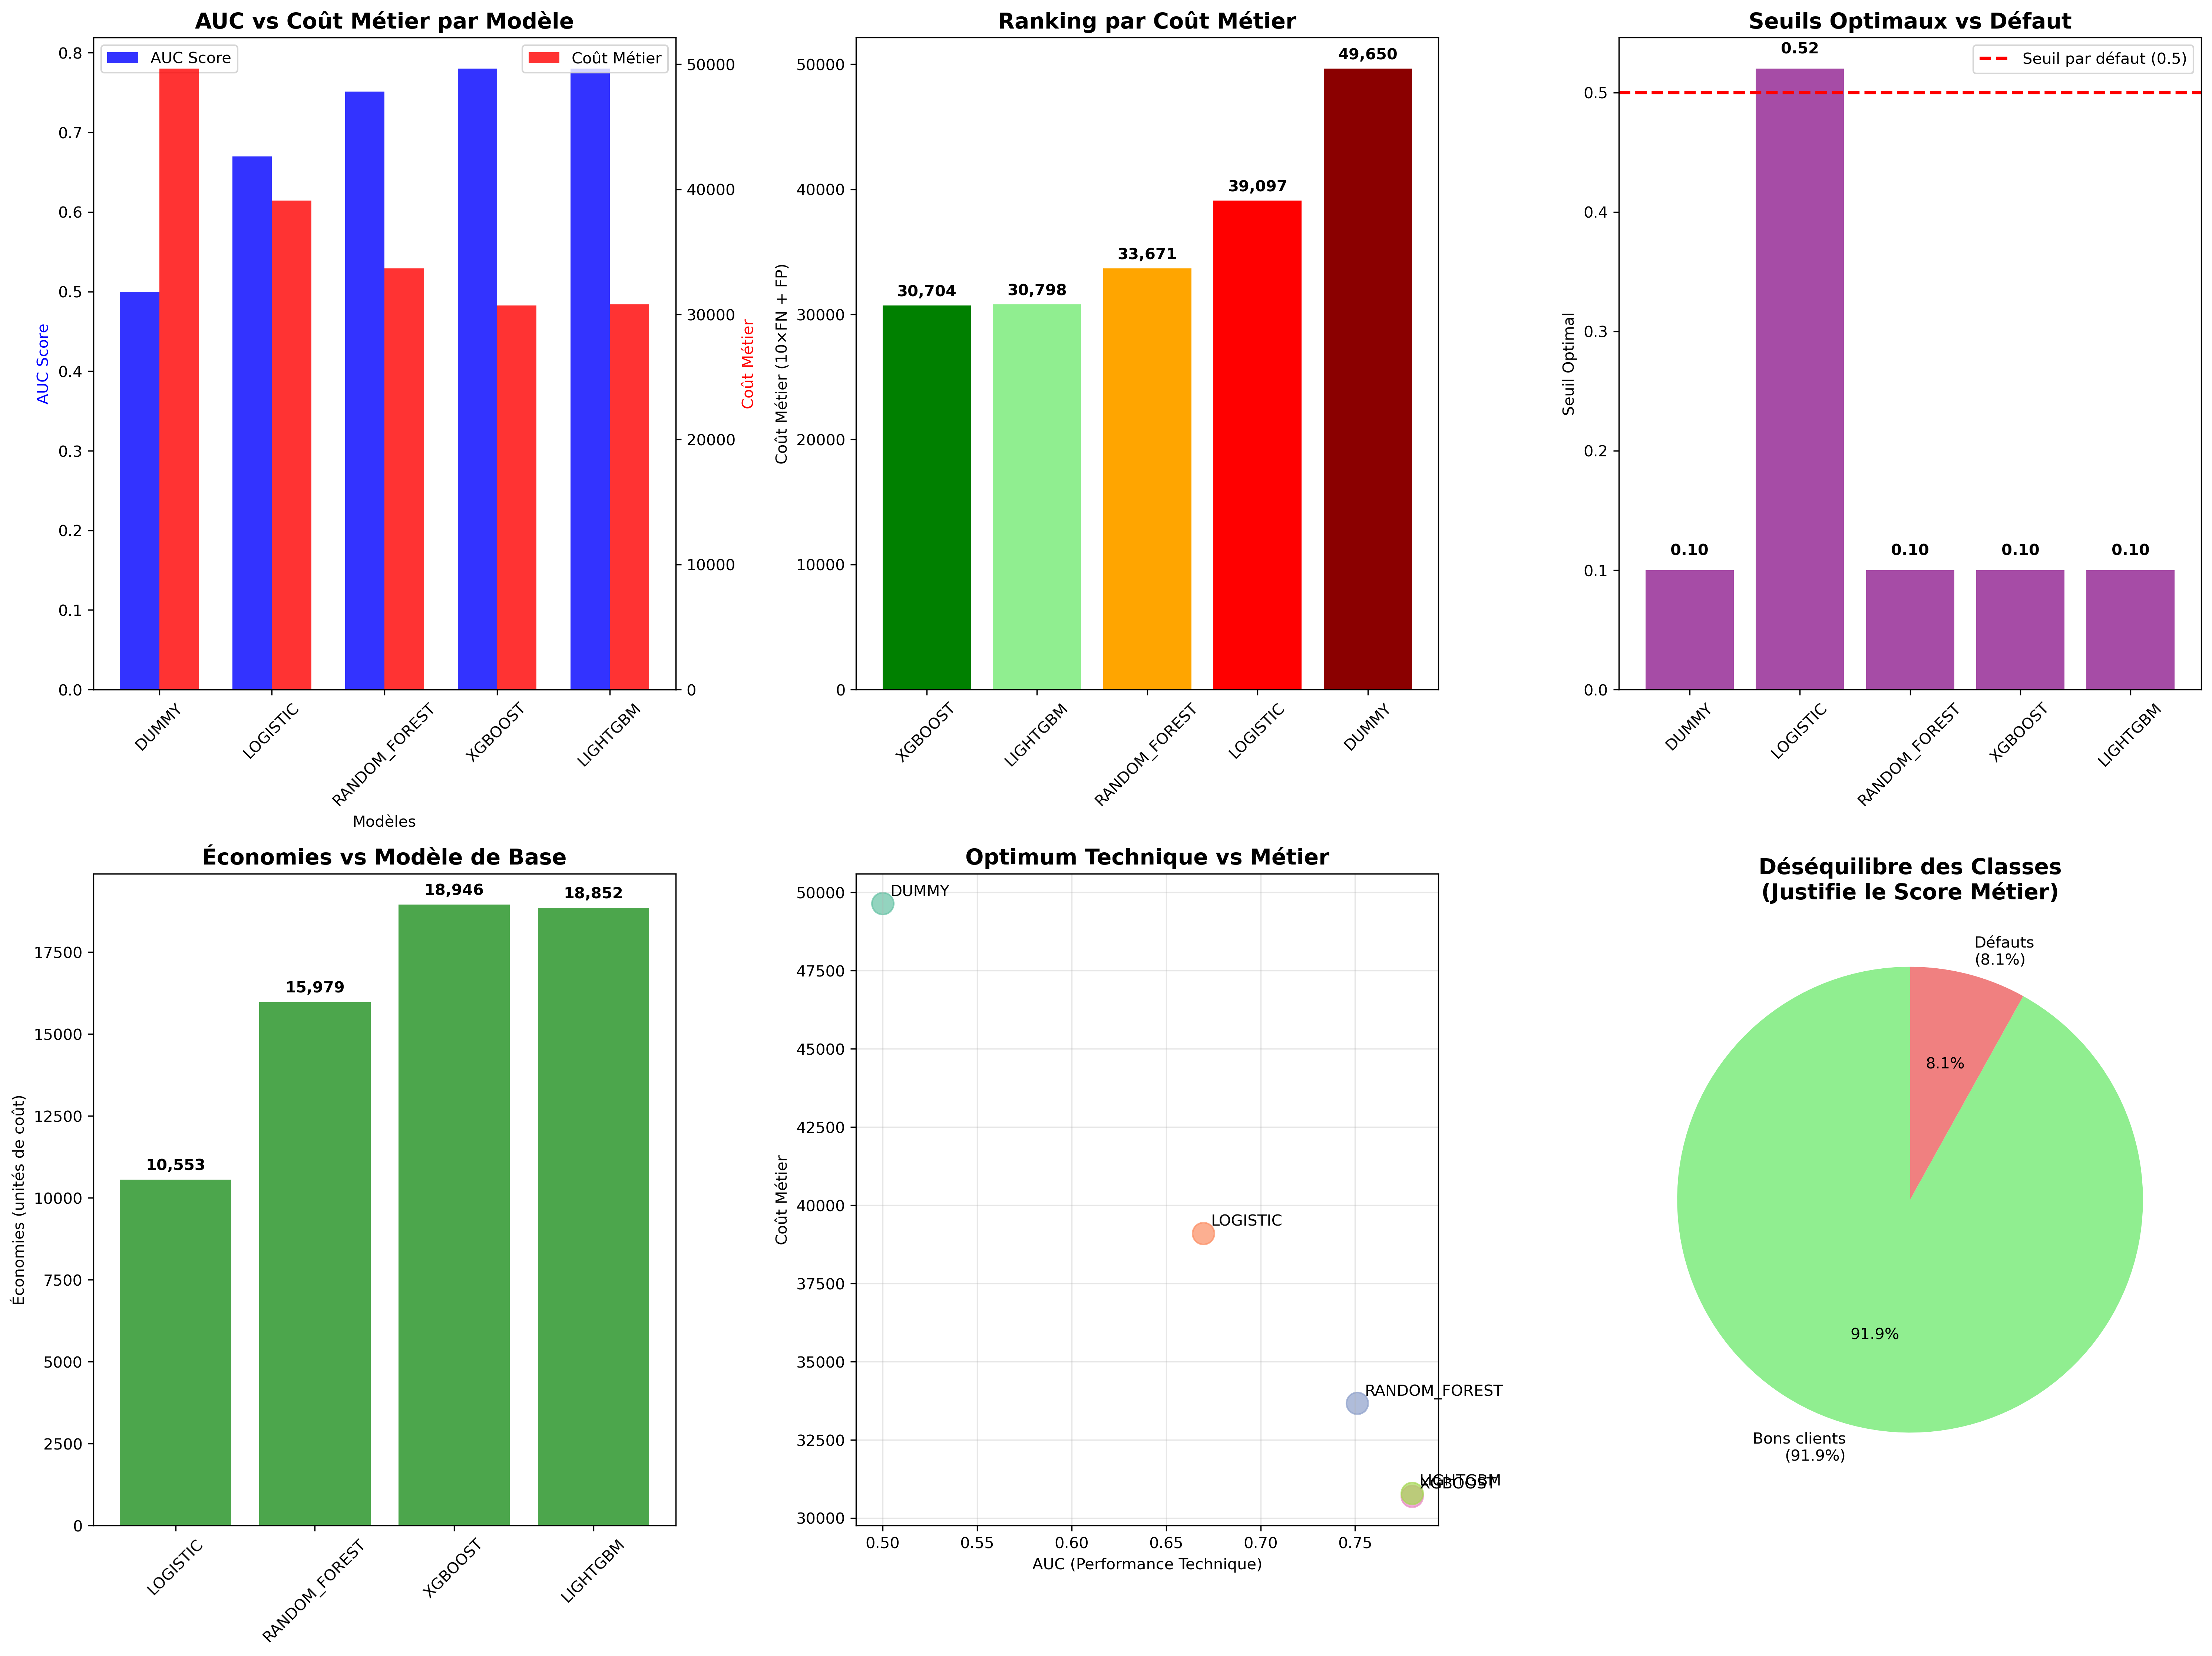 AUC vs Coût Métier par Modèle
AUC Score
Coût Métier
0.8
0.7
0.6
0.5
0.4
0.3
0.2
0.1
0.0
AUC Score
50000
40000
30000
20000
10000
0
Coût Métier
DUMMY
LOGISTIC
RANDOM_FOREST
XGBOOST
LIGHTGBM
Modèles
Ranking par Coût Métier
50000
40000
30000
20000
10000
0
Coût Métier (10×FN + FP)
30,704
30,798
33,671
39,097
49,650
XGBOOST
LIGHTGBM
RANDOM_FOREST
LOGISTIC
DUMMY
Seuils Optimaux vs Défaut
Seuil par défaut (0.5)
0.5
0.4
0.3
0.2
0.1
0.0
Seuil Optimal
0.10
0.52
0.10
0.10
0.10
DUMMY
LOGISTIC
RANDOM_FOREST
XGBOOST
LIGHTGBM
Économies vs Modèle de Base
17500
15000
12500
10000
7500
5000
2500
0
Économies (unités de coût)
10,553
15,979
18,946
18,852
LOGISTIC
RANDOM_FOREST
XGBOOST
LIGHTGBM
Optimum Technique vs Métier
50000
47500
45000
42500
40000
37500
35000
32500
30000
Coût Métier
DUMMY
LOGISTIC
RANDOM_FOREST
LIGHTGBM
XGBOOST
0.50
0.55
0.60
0.65
0.70
0.75
AUC (Performance Technique)
Déséquilibre des Classes
(Justifie le Score Métier)
Défauts
(8.1%)
8.1%
91.9%
Bons clients
(91.9%)